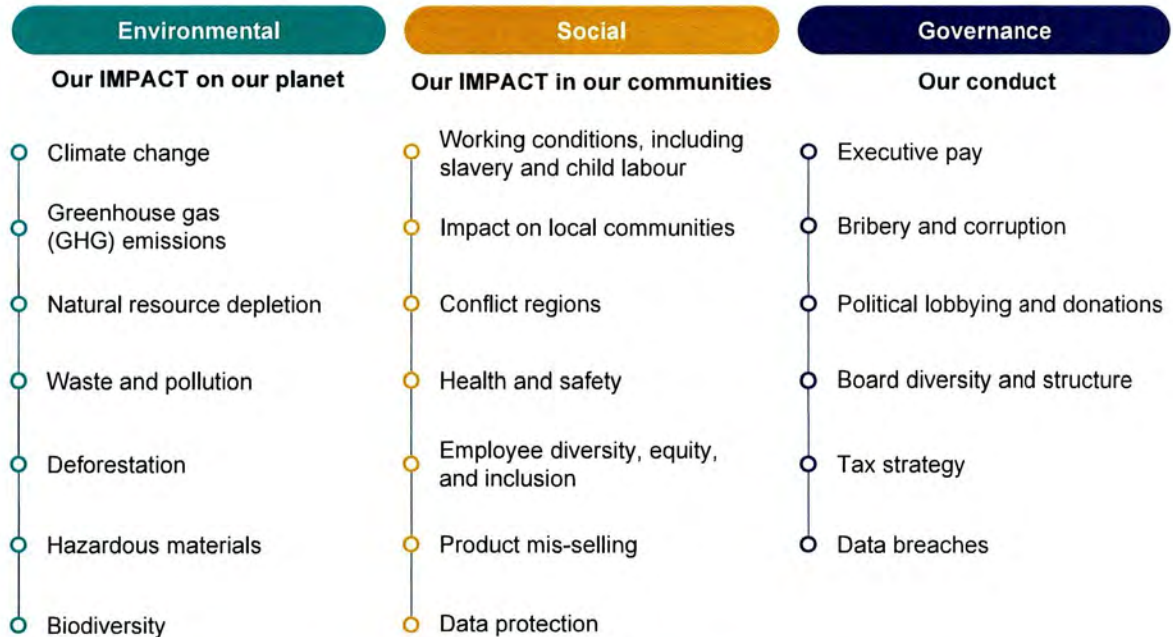 Environmental
Our IMPACT on our planet
Climate change
Greenhouse gas
(GHG) emissions
Natural resource depletion
Waste and pollution
Deforestation
Hazardous materials
Biodiversity
Social
Our IMPACT in our communities
Working conditions, including
slavery and child labour
Impact on local communities
Conflict regions
Health and safety
Employee diversity, equity,
and inclusion
Product mis-selling
Data protection
Governance
Our conduct
Executive pay
Bribery and corruption
Political lobbying and donations
Board diversity and structure
Tax strategy
Data breaches